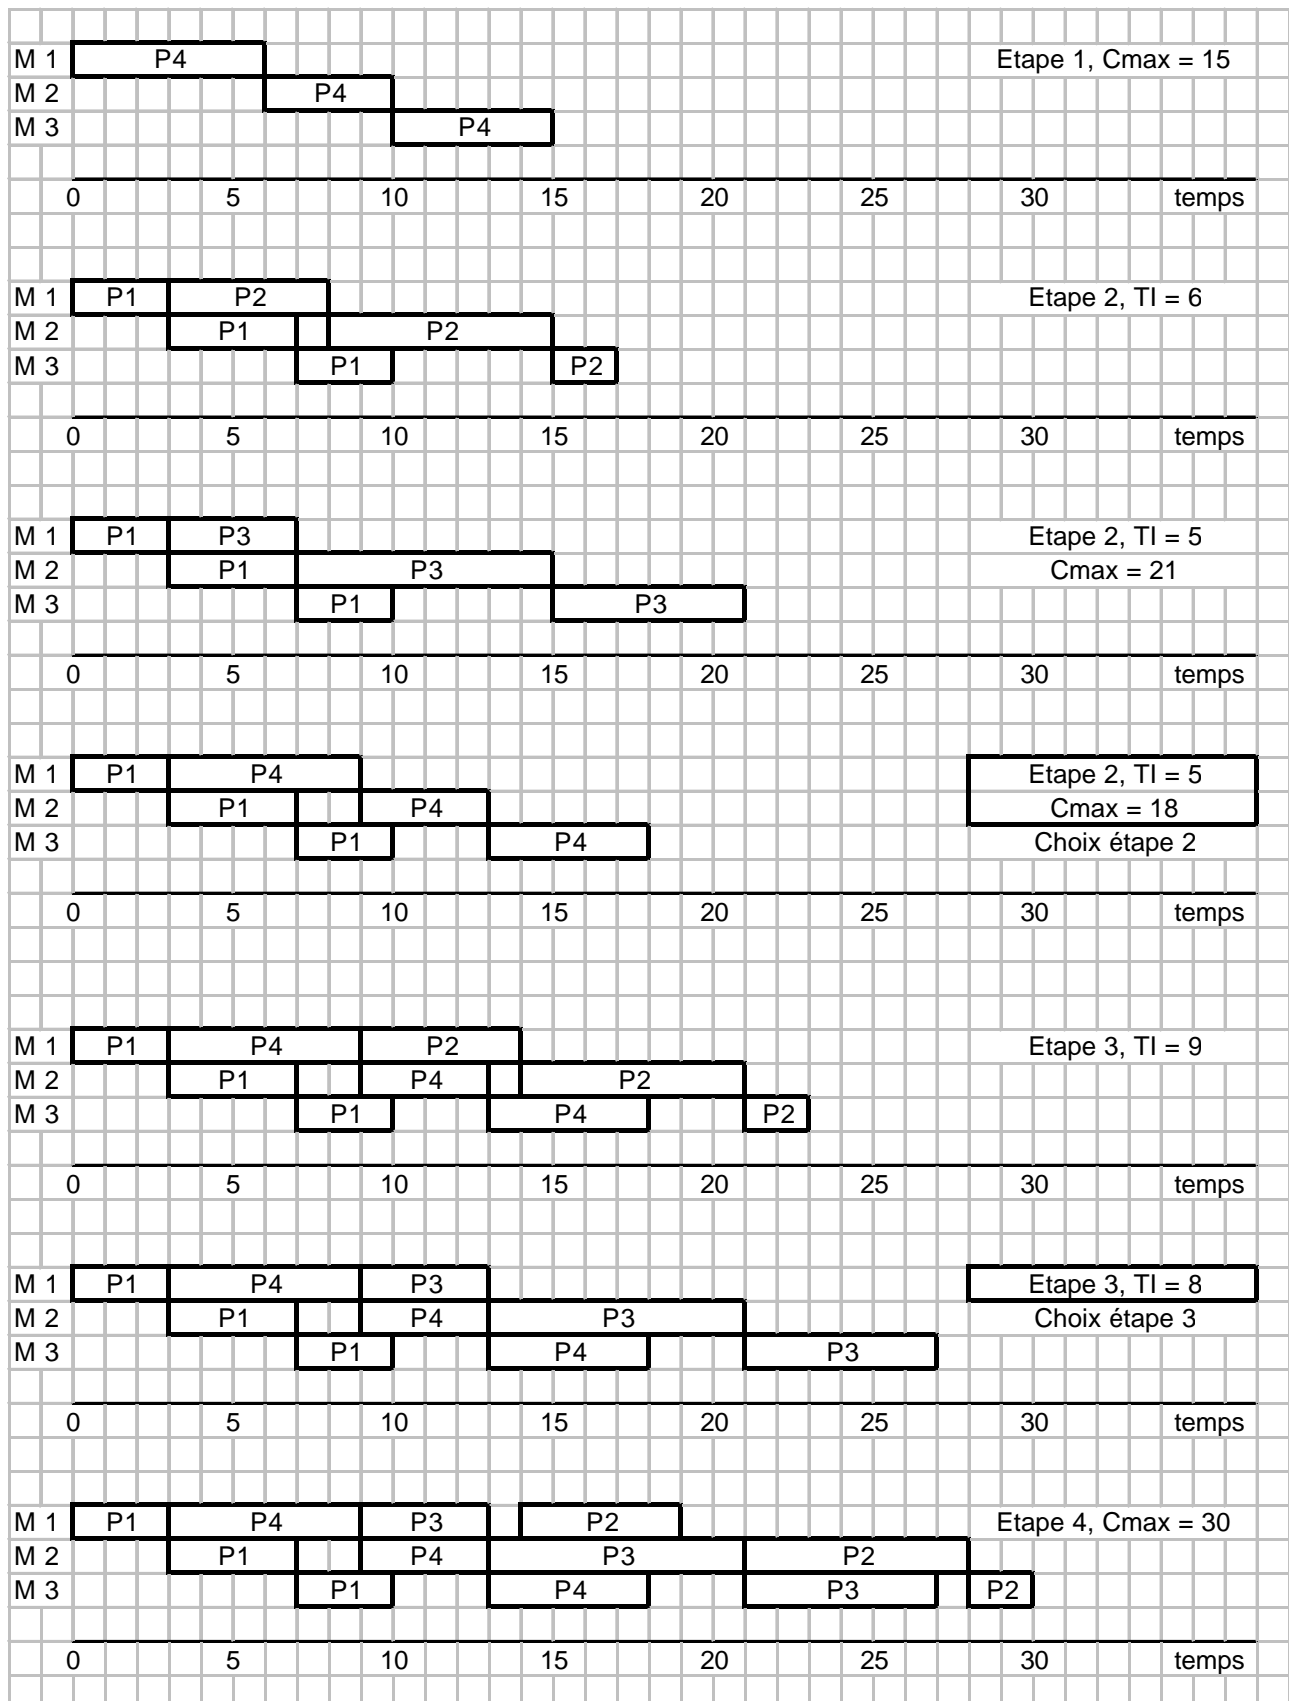 M 1 P4 Etape 1, Cmax = 15
M 2 P4
M 3 P4
0 5 10 15 20 25 30 temps
M 1 P1 P2 Etape 2, TI = 6
M 2 P1 P2
M 3 P1 P2
0 5 10 15 20 25 30 temps
M 1 P1 P3 Etape 2, TI = 5
M 2 P1 P3 Cmax = 21
M 3 P1 P3
0 5 10 15 20 25 30 temps
M 1 P1 P4 Etape 2, TI = 5
M 2 P1 P4 Cmax = 18
M 3 P1 P4 Choix étape 2
0 5 10 15 20 25 30 temps
M 1 P1 P4 P2 Etape 3, TI = 9
M 2 P1 P4 P2
M 3 P1 P4 P2
0 5 10 15 20 25 30 temps
M 1 P1 P4 P3 Etape 3, TI = 8
M 2 P1 P4 P3 Choix étape 3
M 3 P1 P4 P3
0 5 10 15 20 25 30 temps
M 1 P1 P4 P3 P2 Etape 4, Cmax = 30
M 2 P1 P4 P3 P2
M 3 P1 P4 P3 P2
0 5 10 15 20 25 30 temps